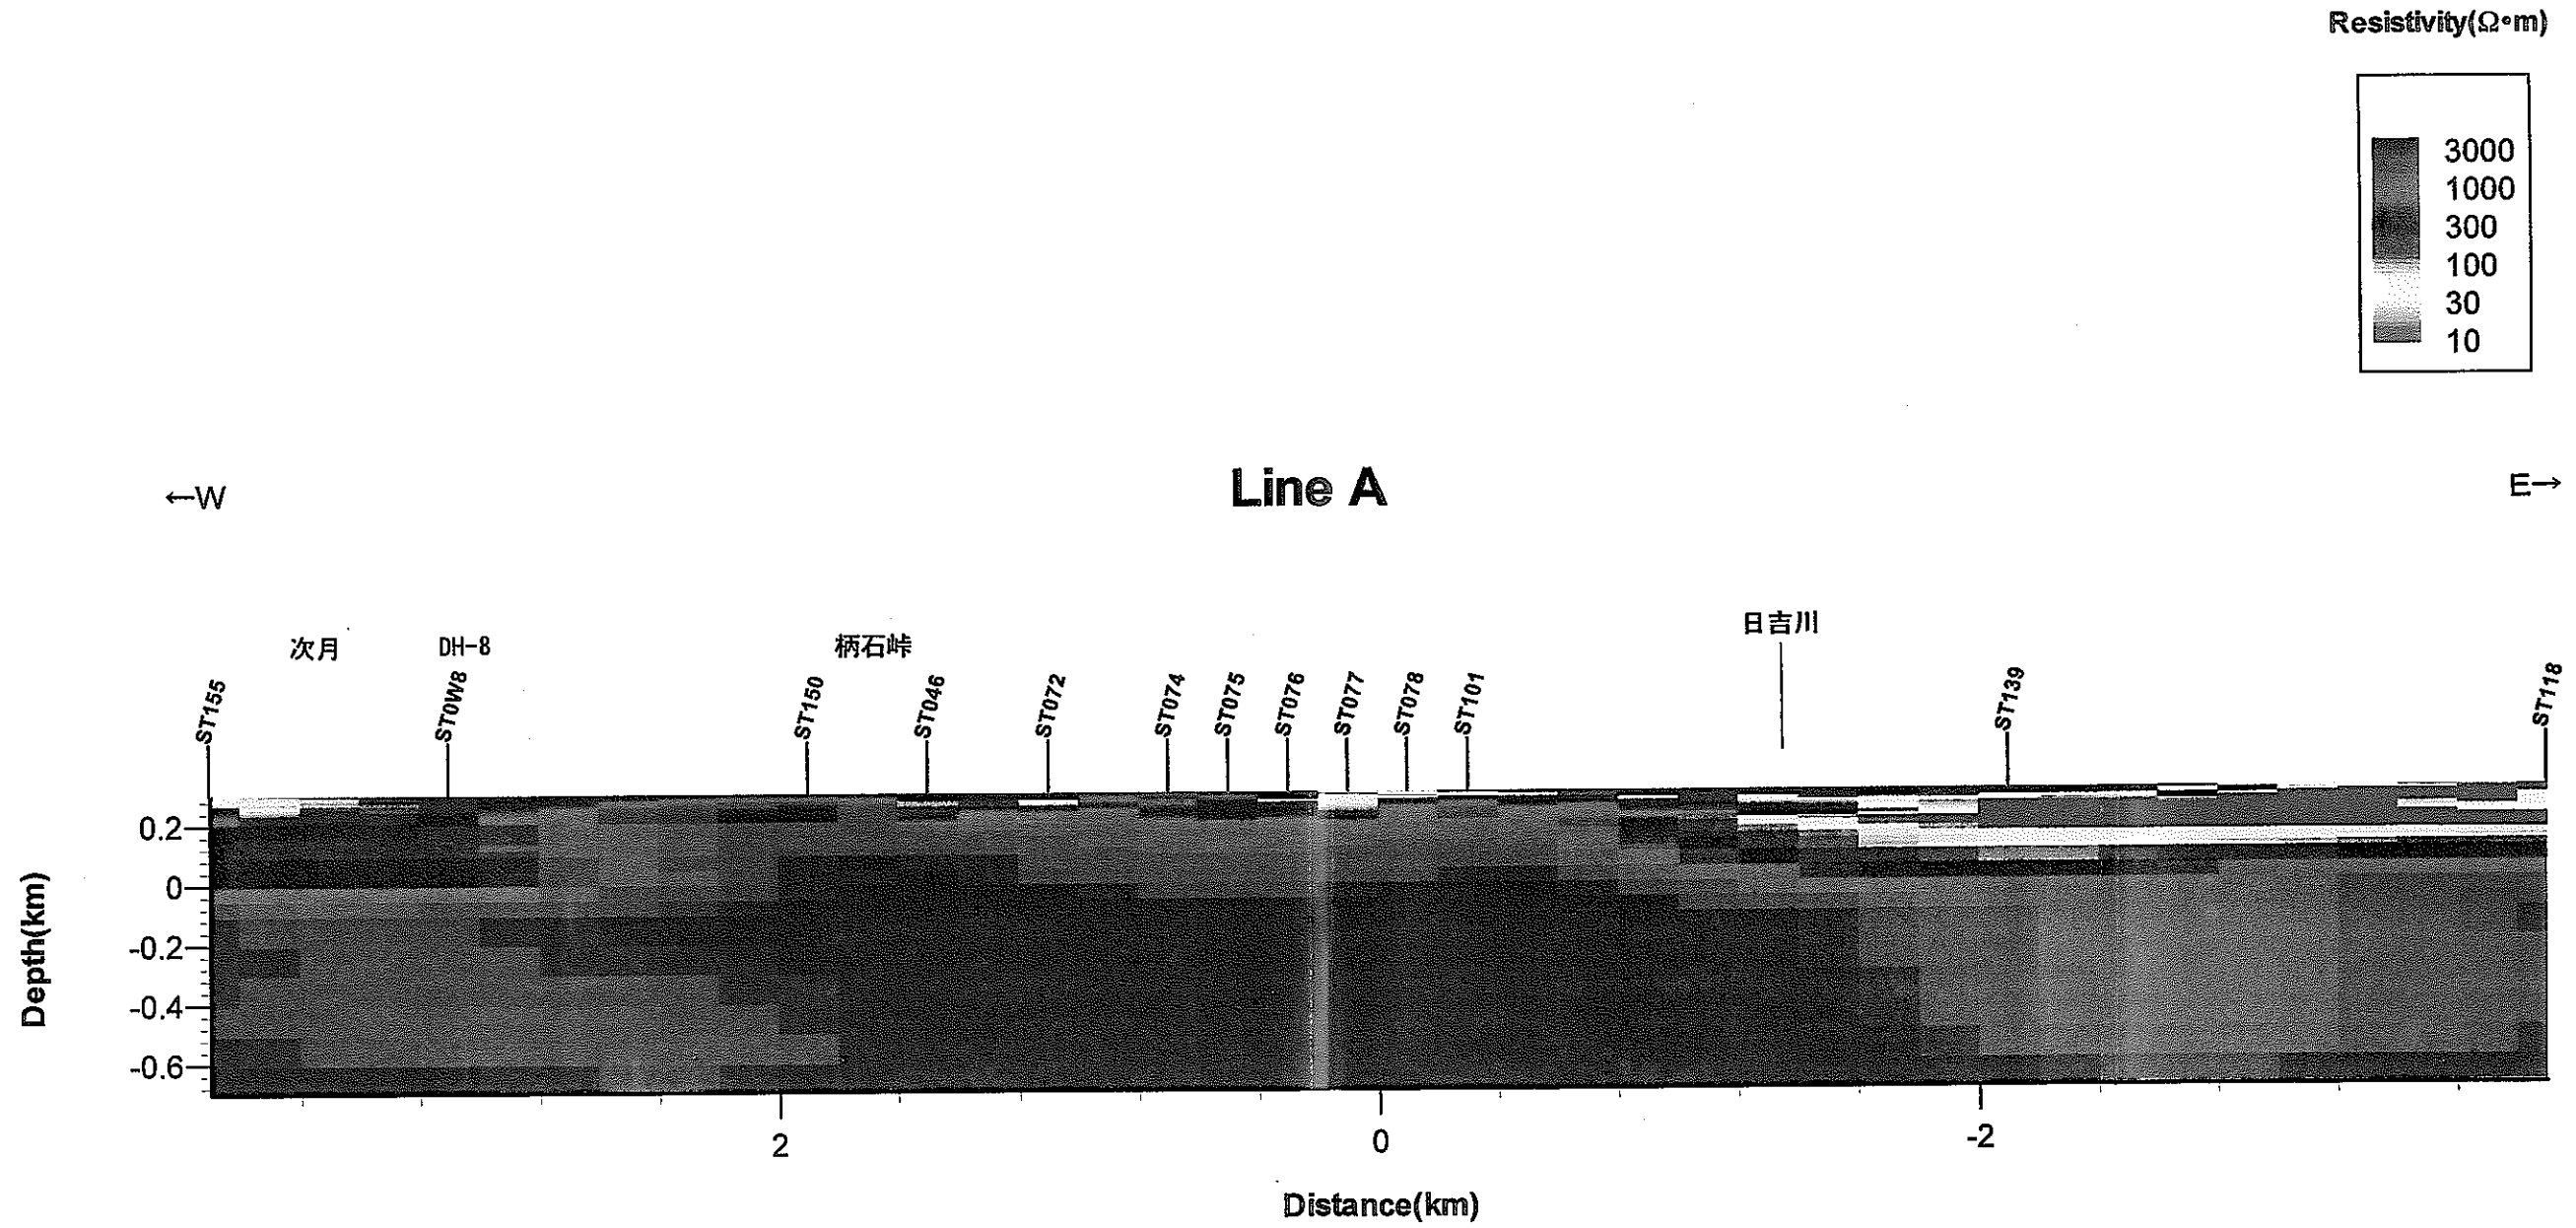 Resistivity(Ω•m)
3000
1000
300
100
30
10
←W
Line A
E→
次月
DH-8
柄石峠
日吉川
ST155
ST0W8
ST150
ST046
ST072
ST074
ST075
ST076
ST077
ST078
ST101
ST139
ST118
0.2
0
-0.2
-0.4
-0.6
Depth(km)
2
0
-2
Distance(km)